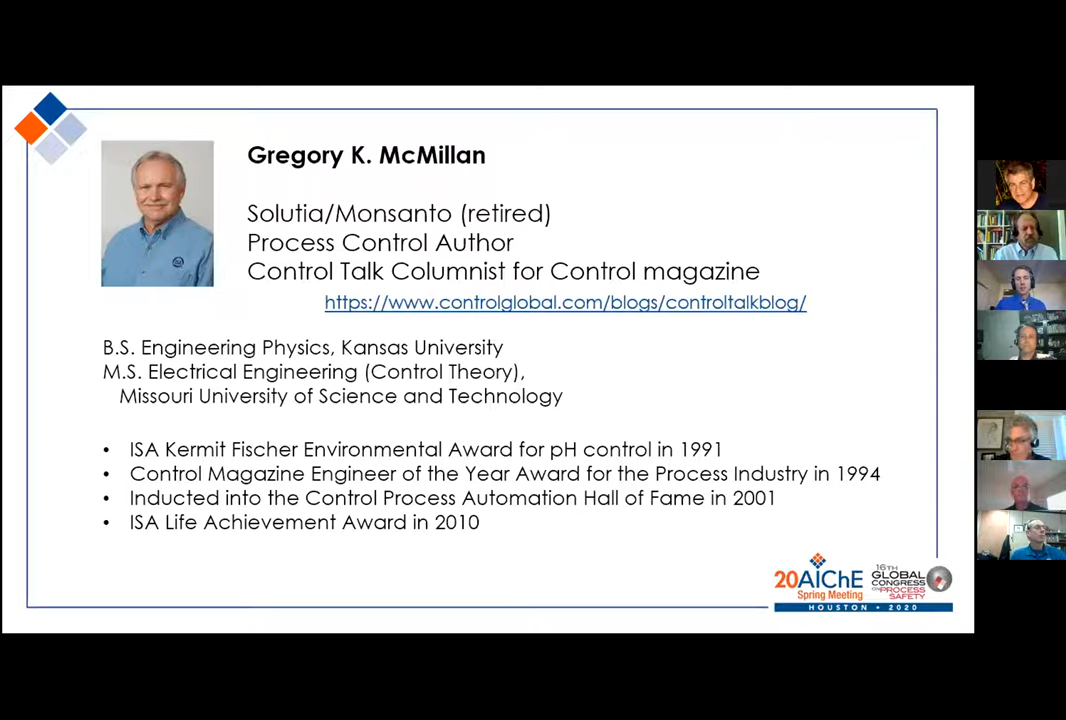 Gregory K. McMillan
Solutia/Monsanto (retired)
Process Control Author
Control Talk Columnist for Control magazine
https://www.controlglobal.com/blogs/controltalkblog/
B.S. Engineering Physics, Kansas University
M.S. Electrical Engineering (Control Theory),
Missouri University of Science and Technology
• ISA Kermit Fischer Environmental Award for pH control in 1991
• Control Magazine Engineer of the Year Award for the Process Industry in 1994
• Inducted into the Control Process Automation Hall of Fame in 2001
• ISA Life Achievement Award in 2010
20AIChE
Spring Meeting
16TH
GLOBAL
CONGRESS
ON PROCESS
SAFETY
HOUSTON • 2020